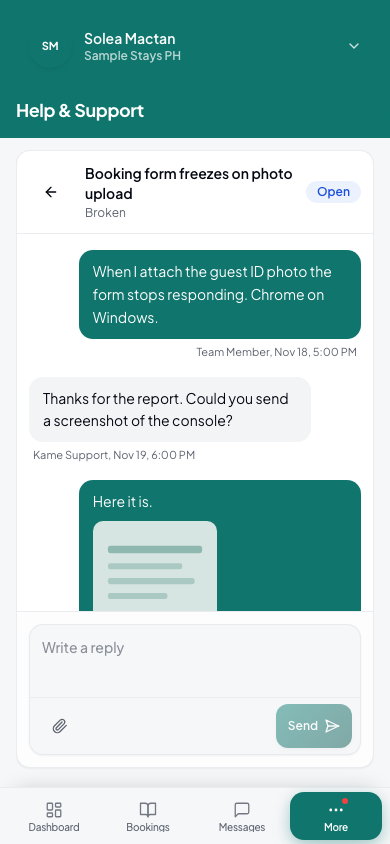 SM
Solea Mactan
Sample Stays PH
Help & Support
Booking form freezes on photo
upload
Broken
Open
When I attach the guest ID photo the
form stops responding. Chrome on
Windows.
Team Member, Nov 18, 5:00 PM
Thanks for the report. Could you send
a screenshot of the console?
Kame Support, Nov 19, 6:00 PM
Here it is.
Write a reply
Send
Dashboard
Bookings
Messages
More